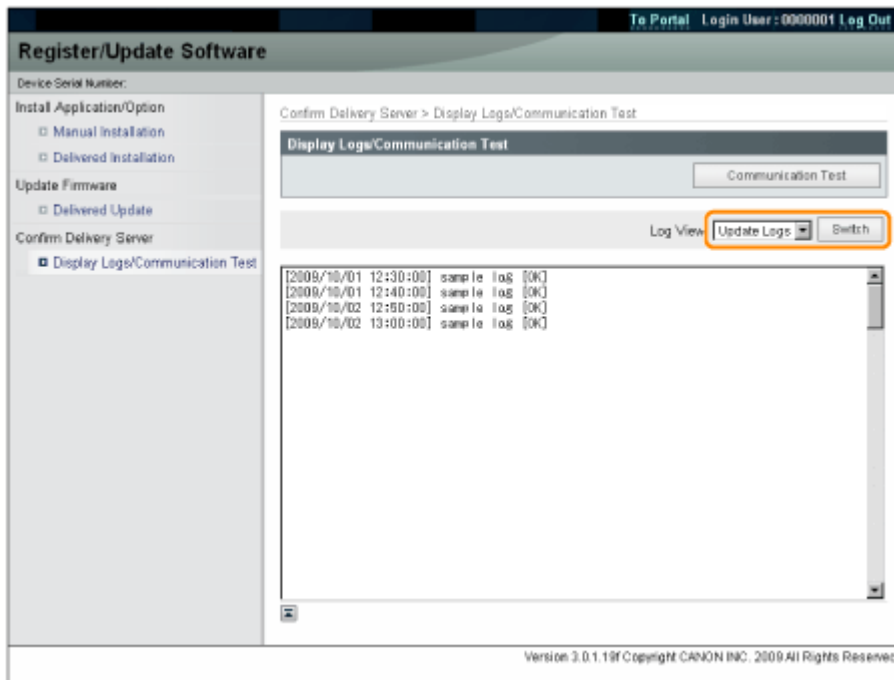 To Portal Login User : 0000001 Log Out
Register/Update Software
Device Serial Number:
Install Application/Option
Manual Installation
Delivered Installation
Update Firmware
Delivered Update
Confirm Delivery Server
Display Logs/Communication Test
Confirm Delivery Server > Display Logs/Communication Test
Display Logs/Communication Test
Communication Test
Log View Update Logs Switch
[2009/10/01 12:30:00] sample log [OK]
[2009/10/01 12:40:00] sample log [OK]
[2009/10/02 12:50:00] sample log [OK]
[2009/10/02 13:00:00] sample log [OK]
Version 3.0.1.19f Copyright CANON INC. 2009 All Rights Reserved